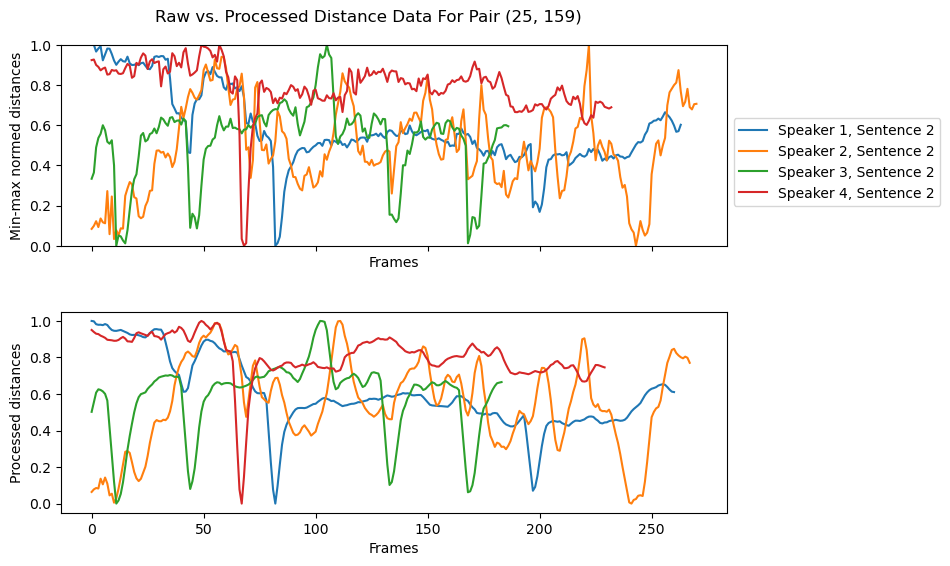 Raw vs. Processed Distance Data For Pair (25, 159)
Min-max normed distances
1.0
0.8
0.6
0.4
0.2
0.0
Frames
Speaker 1, Sentence 2
Speaker 2, Sentence 2
Speaker 3, Sentence 2
Speaker 4, Sentence 2
Processed distances
1.0
0.8
0.6
0.4
0.2
0.0
0 50 100 150 200 250
Frames